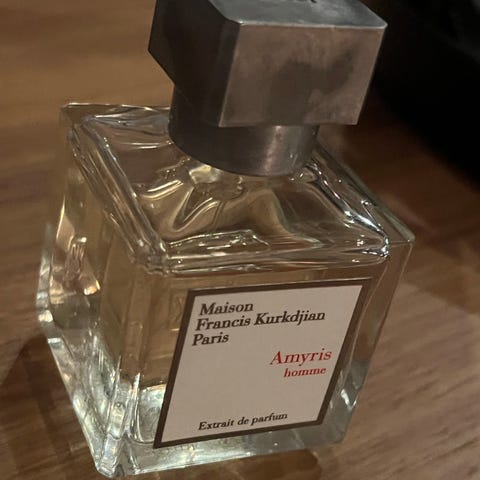 Maison
Francis Kurkdjian
Paris
Amyris
homme
Extrait de parfum